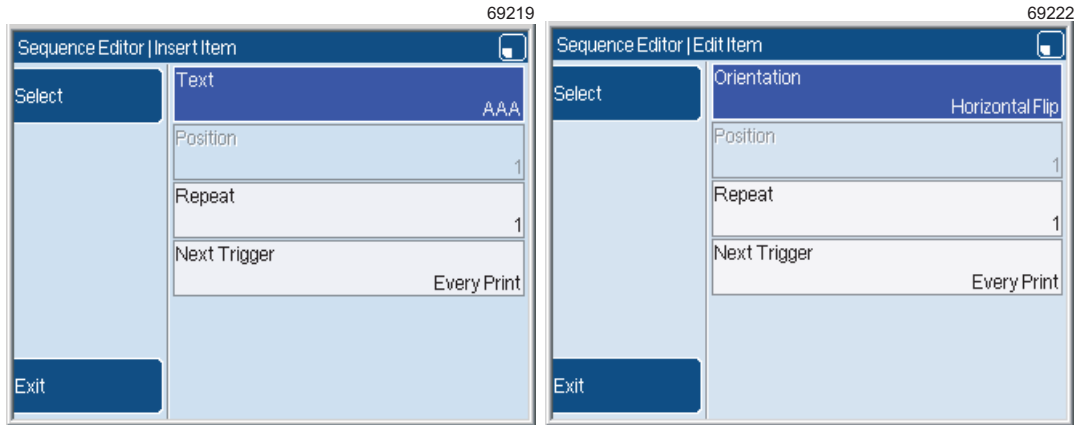 69219
Sequence Editor | Insert Item
Select
Text
AAA
Position
1
Repeat
1
Next Trigger
Every Print
Exit
69222
Sequence Editor | Edit Item
Select
Orientation
Horizontal Flip
Position
1
Repeat
1
Next Trigger
Every Print
Exit